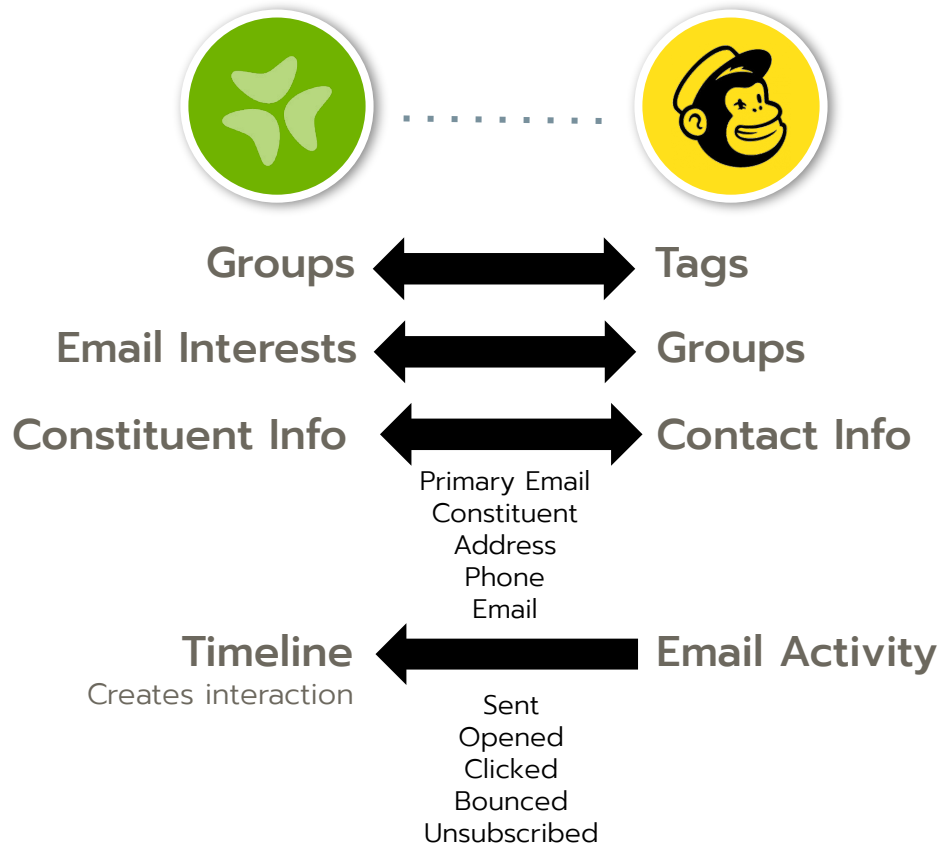 Groups Tags
Email Interests Groups
Constituent Info Contact Info
Primary Email
Constituent
Address
Phone
Email
Timeline Email Activity
Creates interaction
Sent
Opened
Clicked
Bounced
Unsubscribed